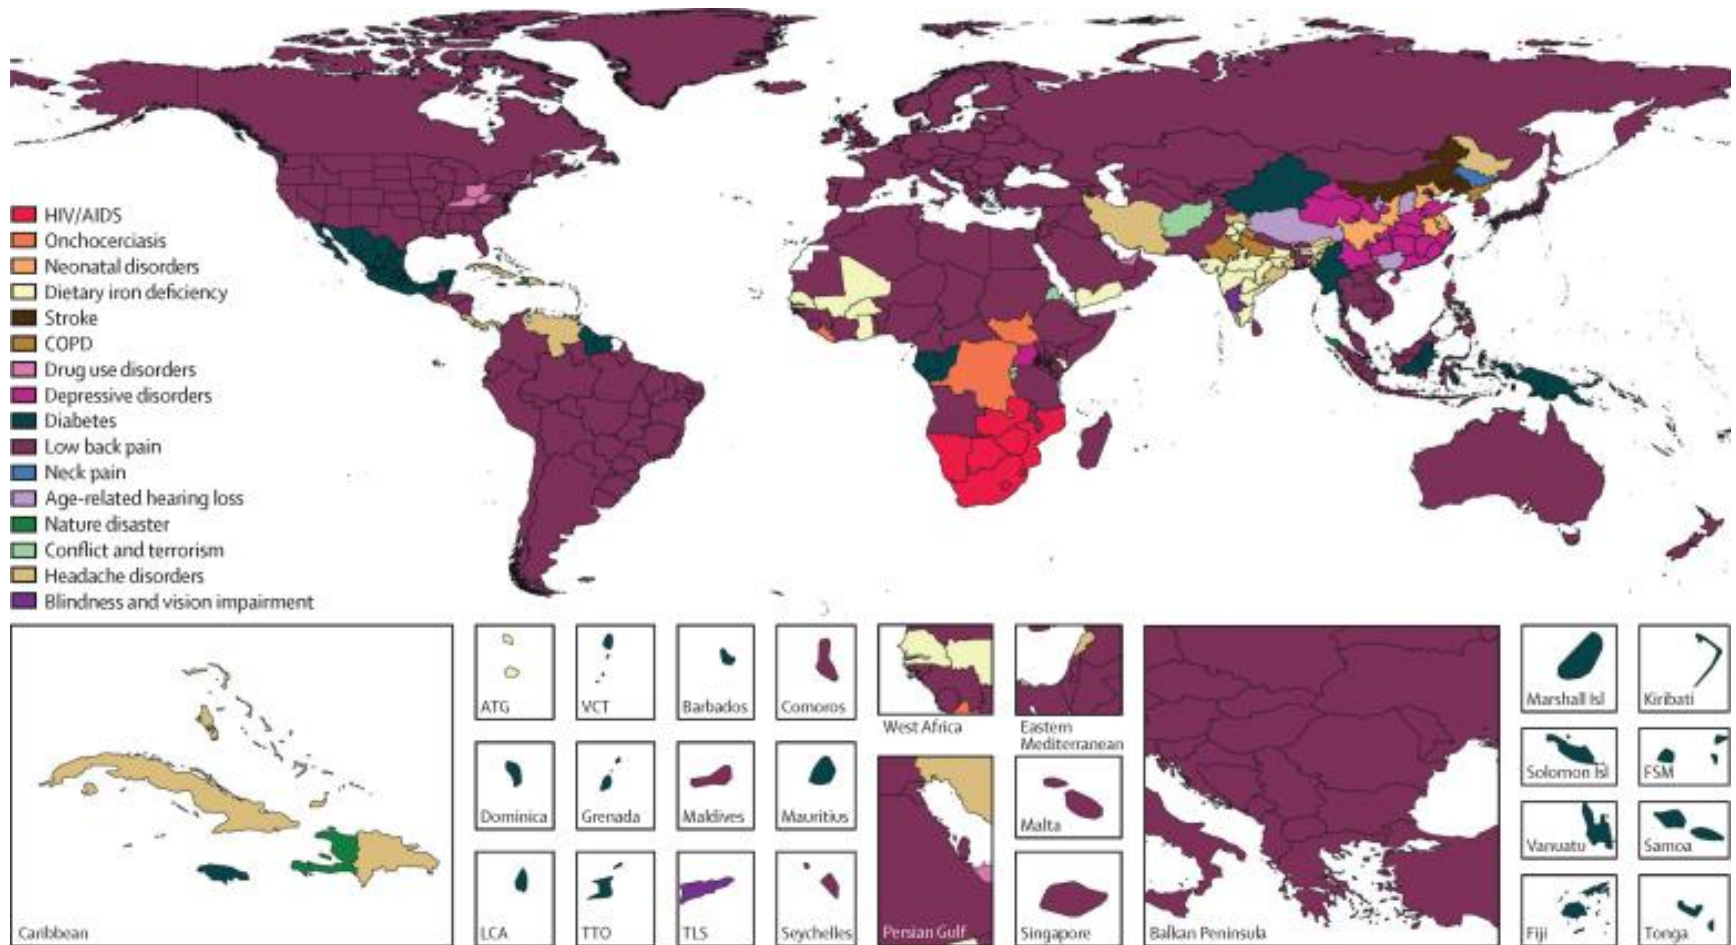 HIV/AIDS
Onchocerciasis
Neonatal disorders
Dietary iron deficiency
Stroke
COPD
Drug use disorders
Depressive disorders
Diabetes
Low back pain
Neck pain
Age-related hearing loss
Nature disaster
Conflict and terrorism
Headache disorders
Blindness and vision impairment
Caribbean
ATG
VCT
Barbados
Comoros
West Africa
Eastern
Mediterranean
Marshall Isl
Kiribati
Dominica
Grenada
Maldives
Mauritius
Malta
Solomon Isl
FSM
Vanuatu
Samoa
LCA
TTO
TLS
Seychelles
Persian Gulf
Singapore
Balkan Peninsula
Fiji
Tonga